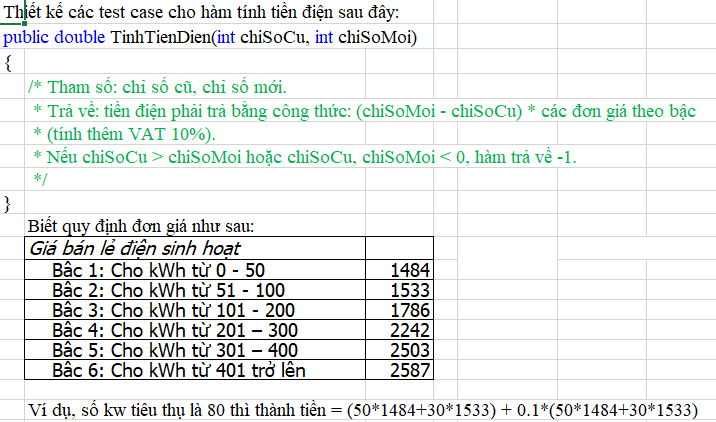 Thiết kế các test case cho hàm tính tiền điện sau đây:
public double TinhTienDien(int chiSoCu, int chiSoMoi)
{
/* Tham số: chỉ số cũ, chỉ số mới.
* Trả về: tiền điện phải trả bằng công thức: (chiSoMoi - chiSoCu) * các đơn giá theo bậc
* (tính thêm VAT 10%).
* Nếu chiSoCu > chiSoMoi hoặc chiSoCu, chiSoMoi < 0, hàm trả về -1.
*/
}
Biết quy định đơn giá như sau:
Giá bán lẻ điện sinh hoạt
Bâc 1: Cho kWh từ 0 - 50 1484
Bâc 2: Cho kWh từ 51 - 100 1533
Bâc 3: Cho kWh từ 101 - 200 1786
Bâc 4: Cho kWh từ 201 – 300 2242
Bâc 5: Cho kWh từ 301 – 400 2503
Bâc 6: Cho kWh từ 401 trở lên 2587
Ví dụ, số kw tiêu thụ là 80 thì thành tiền = (50*1484+30*1533) + 0.1*(50*1484+30*1533)